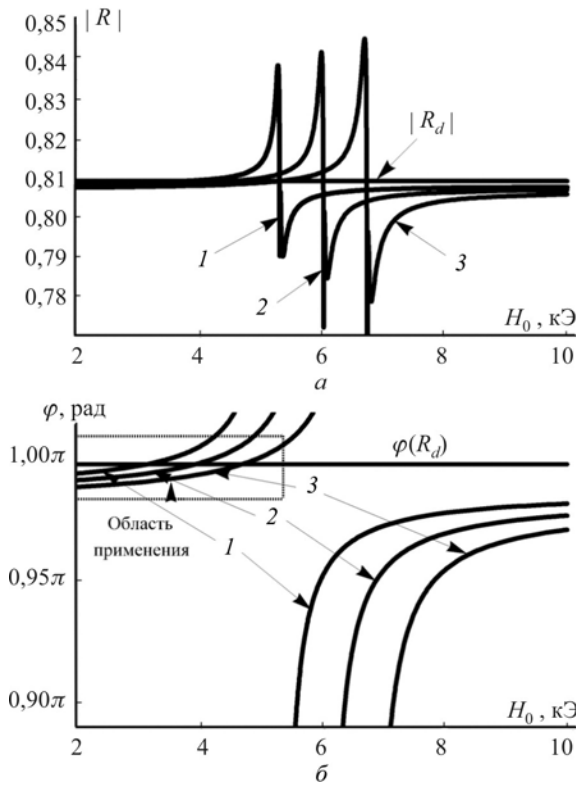 |R|
0,85
0,84
0,83
0,82
0,81
0,80
0,79
0,78
|R_d|
1
2
3
H_0 , кЭ
2 4 6 8 10
а
φ, рад
1,00π
0,95π
0,90π
φ(R_d)
Область
применения
1
2
3
H_0 , кЭ
2 4 6 8 10
б